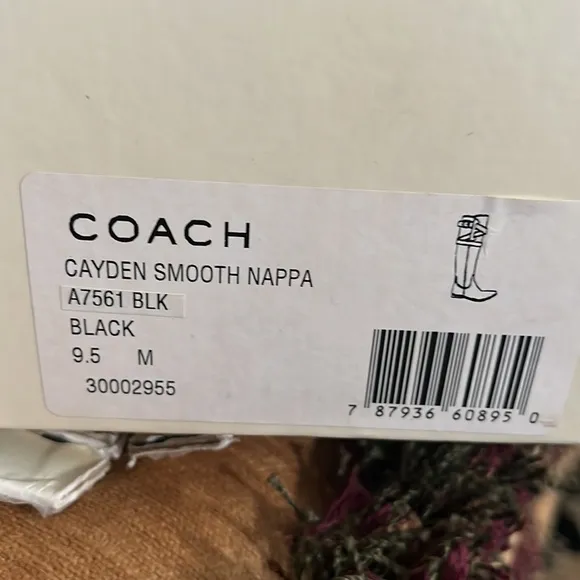 COACH
CAYDEN SMOOTH NAPPA
A7561 BLK
BLACK
9.5 M
30002955
7 87936 60895 0